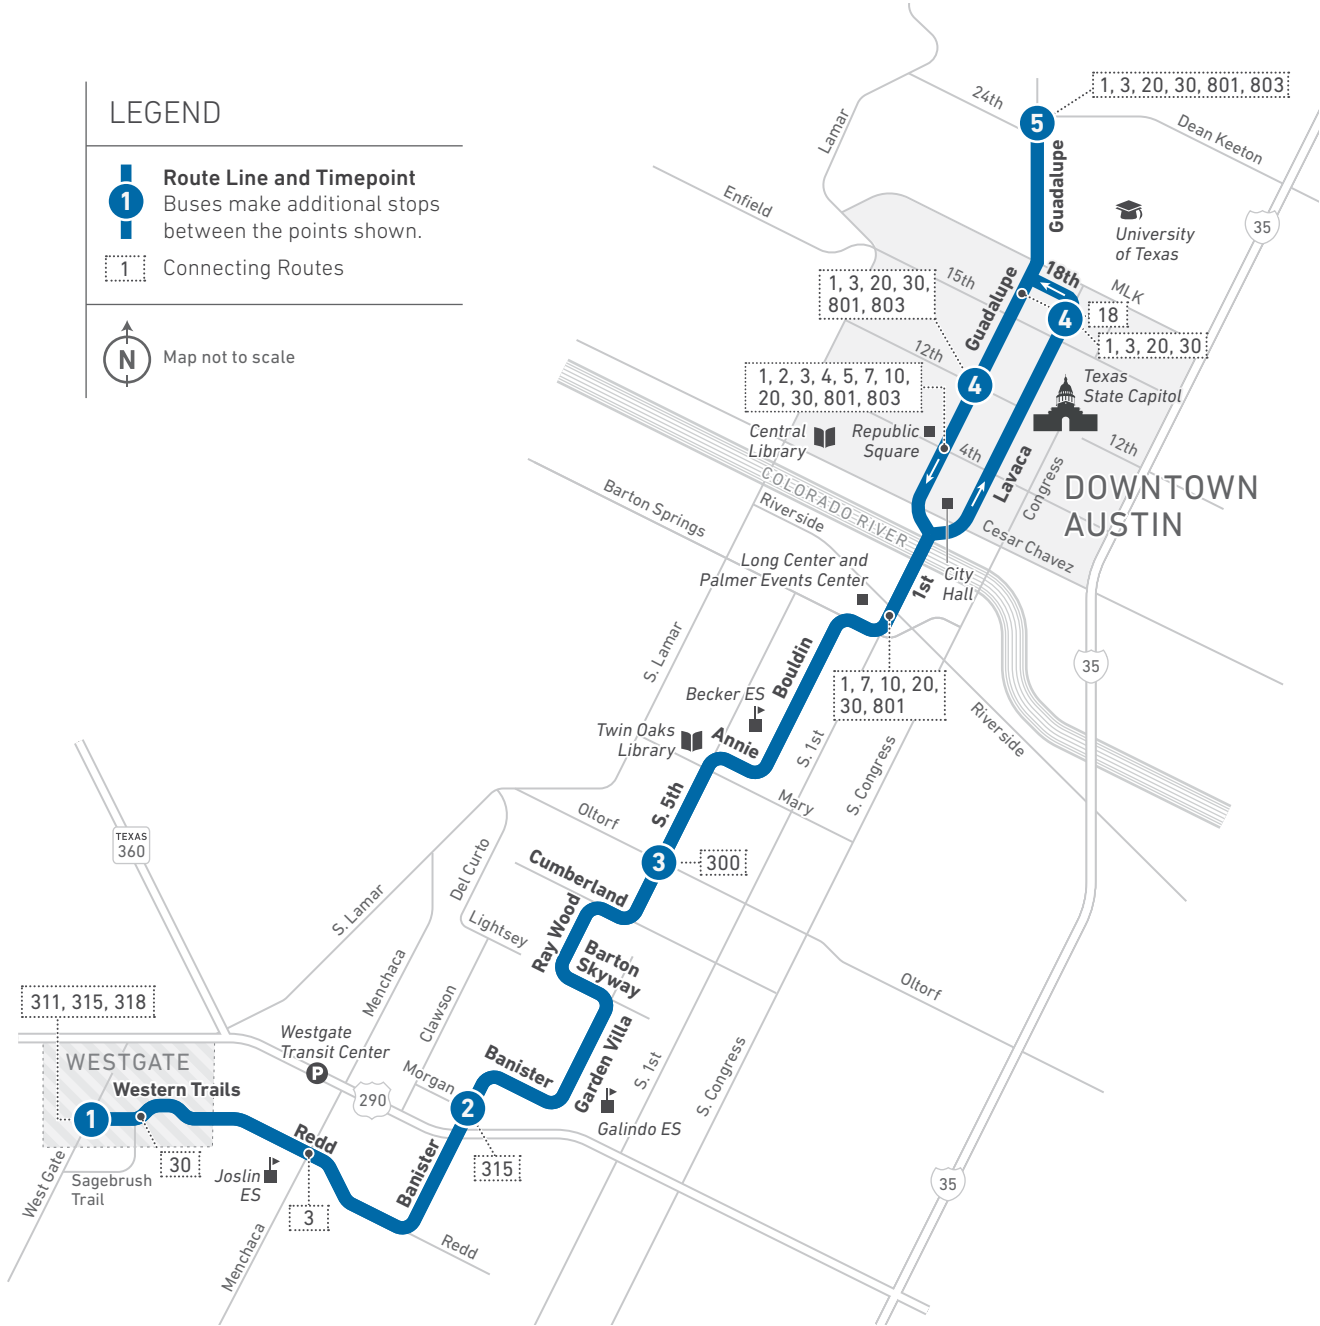 LEGEND
1
Route Line and Timepoint
Buses make additional stops
between the points shown.
1
Connecting Routes
N
Map not to scale
1, 3, 20, 30, 801, 803
24th
5
Dean Keeton
Lamar
Guadalupe
Enfield
University
of Texas
35
18th
MLK
15th
1, 3, 20, 30,
801, 803
Guadalupe
4
18
1, 3, 20, 30
12th
4
1, 2, 3, 4, 5, 7, 10,
20, 30, 801, 803
Texas
State Capitol
Central
Library
Republic
Square
4th
12th
Lavaca
Congress
DOWNTOWN
AUSTIN
COLORADO RIVER
Barton Springs
Riverside
Cesar Chavez
Long Center and
Palmer Events Center
1st
City
Hall
S. Lamar
Bouldin
35
1, 7, 10, 20,
30, 801
Becker ES
Riverside
Twin Oaks
Library
Annie
S. 1st
S. Congress
Mary
S. 5th
Oltorf
TEXAS
360
3
300
Del Curto
Cumberland
S. Lamar
Ray Wood
Lightsey
Barton
Skyway
Oltorf
Menchaca
Clawson
311, 315, 318
Westgate
Transit Center
P
WESTGATE
Western Trails
Morgan
Banister
Garden Villa
S. 1st
S. Congress
290
1
2
Galindo ES
Redd
Banister
315
30
Joslin
ES
35
West Gate
Sagebrush
Trail
3
Menchaca
Redd